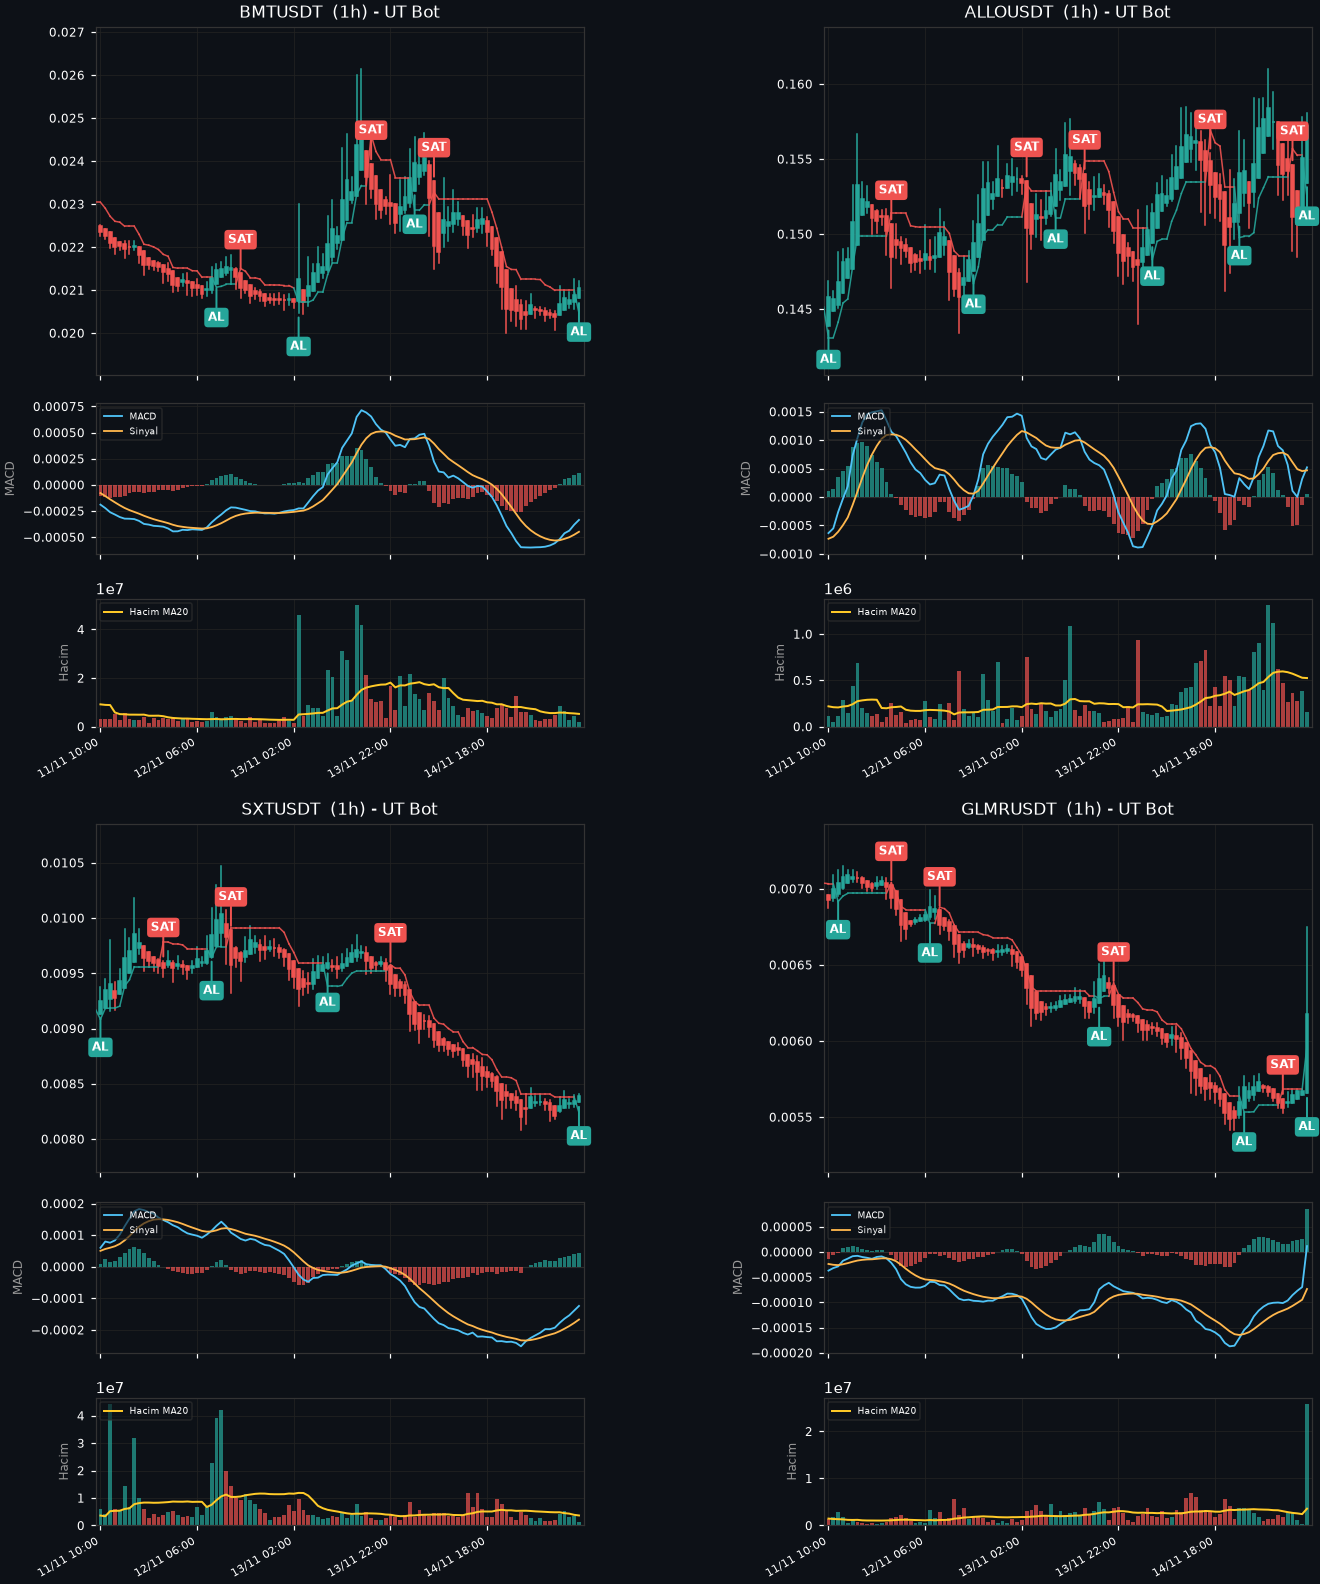 BMTUSDT (1h) - UT Bot
0.027
0.026
0.025
0.024
0.023
0.022
0.021
0.020
SAT
SAT
SAT
AL
AL
AL
AL
MACD
0.00075
0.00050
0.00025
0.00000
−0.00025
−0.00050
MACD
Sinyal
1e7
Hacim
4
2
0
Hacim MA20
11/11 10:00
12/11 06:00
13/11 02:00
13/11 22:00
14/11 18:00
ALLOUSDT (1h) - UT Bot
0.160
0.155
0.150
0.145
SAT
SAT
SAT
SAT
SAT
AL
AL
AL
AL
AL
AL
MACD
0.0015
0.0010
0.0005
0.0000
−0.0005
−0.0010
MACD
Sinyal
1e6
Hacim
1.0
0.5
0.0
Hacim MA20
11/11 10:00
12/11 06:00
13/11 02:00
13/11 22:00
14/11 18:00
SXTUSDT (1h) - UT Bot
0.0105
0.0100
0.0095
0.0090
0.0085
0.0080
SAT
SAT
SAT
AL
AL
AL
AL
MACD
0.0002
0.0001
0.0000
−0.0001
−0.0002
MACD
Sinyal
1e7
Hacim
4
3
2
1
0
Hacim MA20
11/11 10:00
12/11 06:00
13/11 02:00
13/11 22:00
14/11 18:00
GLMRUSDT (1h) - UT Bot
0.0070
0.0065
0.0060
0.0055
SAT
SAT
SAT
SAT
AL
AL
AL
AL
AL
MACD
0.00005
0.00000
−0.00005
−0.00010
−0.00015
−0.00020
MACD
Sinyal
1e7
Hacim
2
1
0
Hacim MA20
11/11 10:00
12/11 06:00
13/11 02:00
13/11 22:00
14/11 18:00